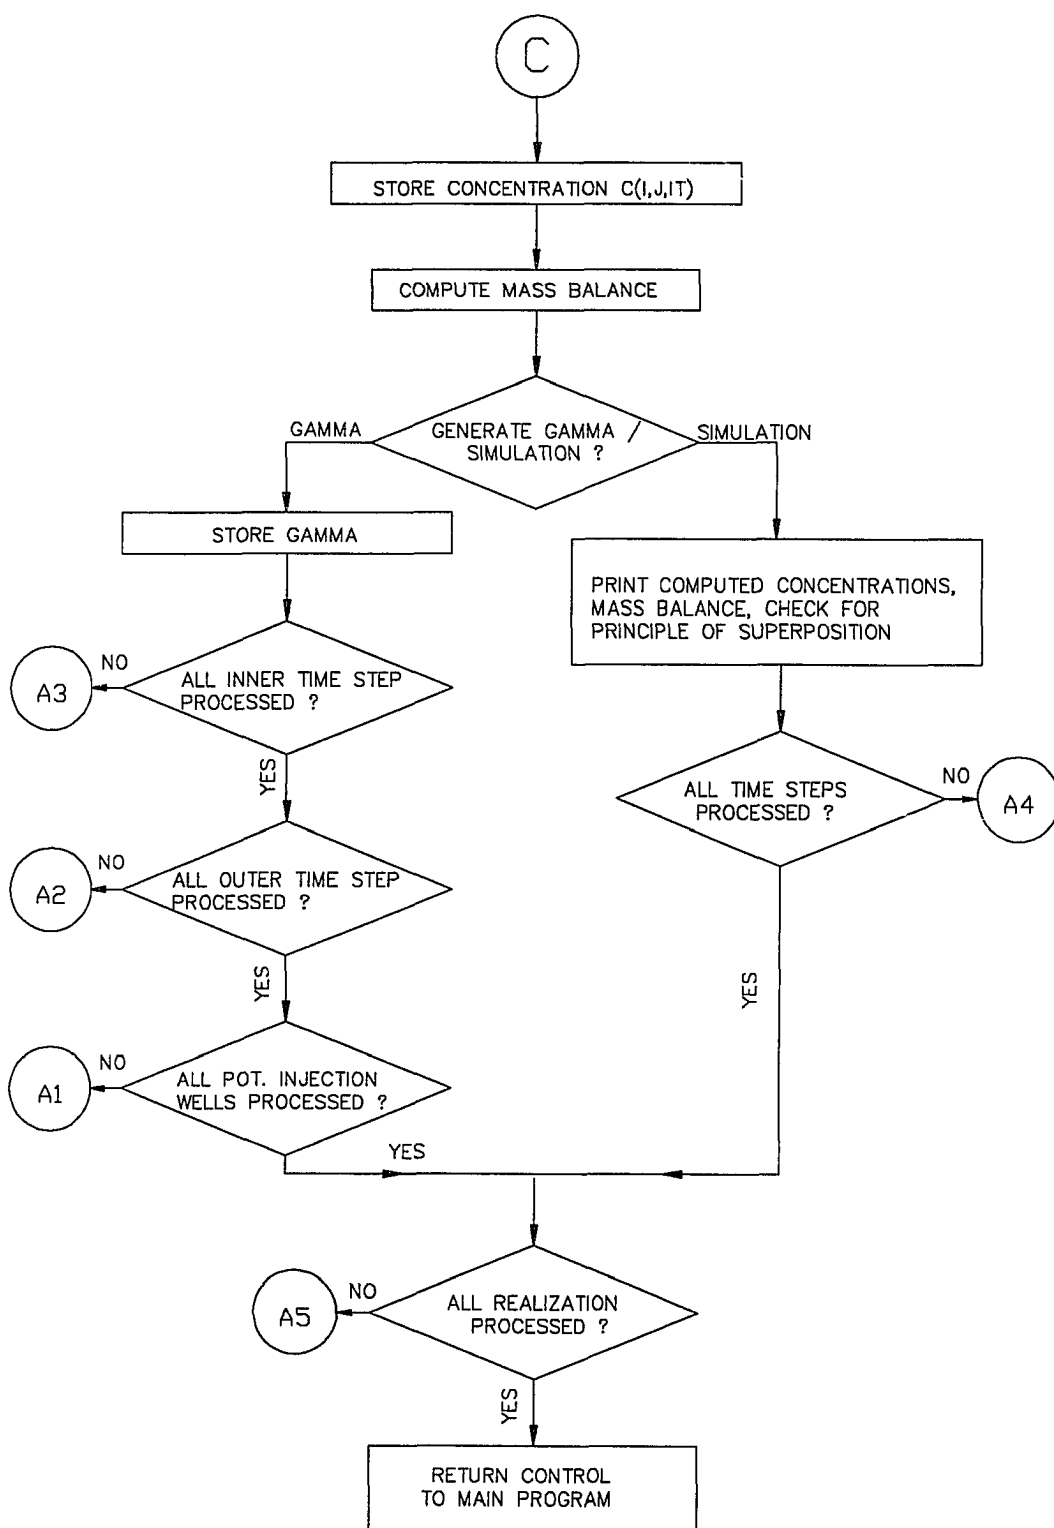 C
STORE CONCENTRATION C(I,J,IT)
COMPUTE MASS BALANCE
GENERATE GAMMA /
SIMULATION ?
GAMMA
SIMULATION
STORE GAMMA
PRINT COMPUTED CONCENTRATIONS,
MASS BALANCE, CHECK FOR
PRINCIPLE OF SUPERPOSITION
ALL INNER TIME STEP
PROCESSED ?
NO
A3
YES
ALL TIME STEPS
PROCESSED ?
NO
A4
ALL OUTER TIME STEP
PROCESSED ?
NO
A2
YES
YES
ALL POT. INJECTION
WELLS PROCESSED ?
NO
A1
YES
ALL REALIZATION
PROCESSED ?
NO
A5
YES
RETURN CONTROL
TO MAIN PROGRAM